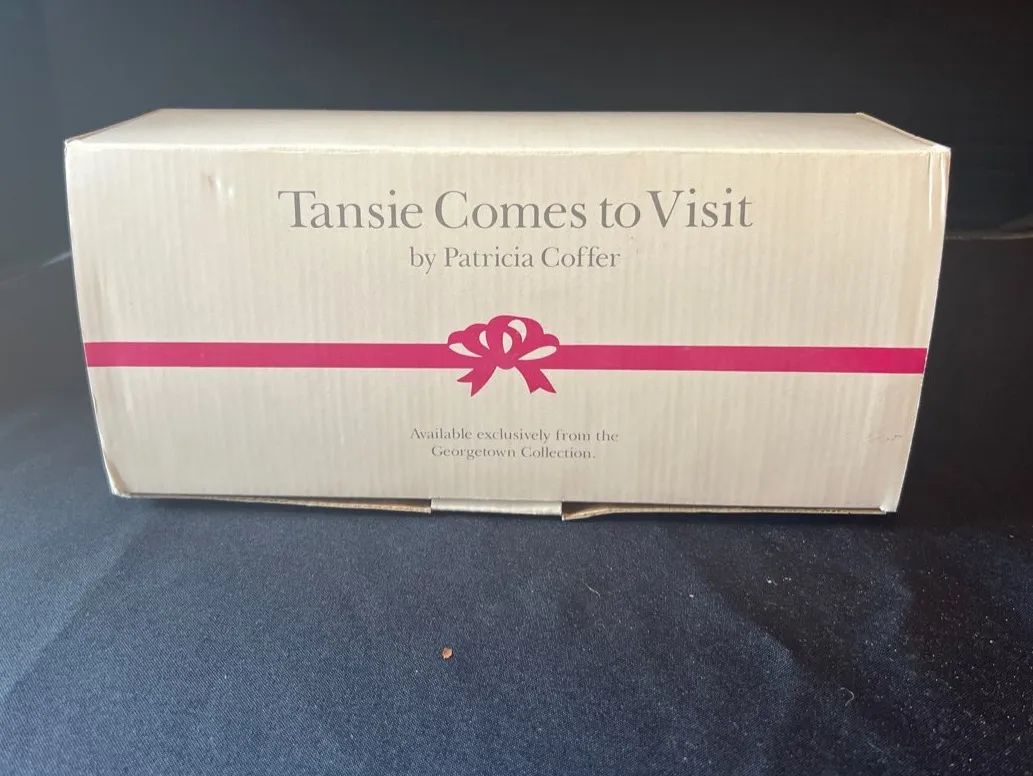 Tansie Comes to Visit
by Patricia Coffer
Available exclusively from the
Georgetown Collection.